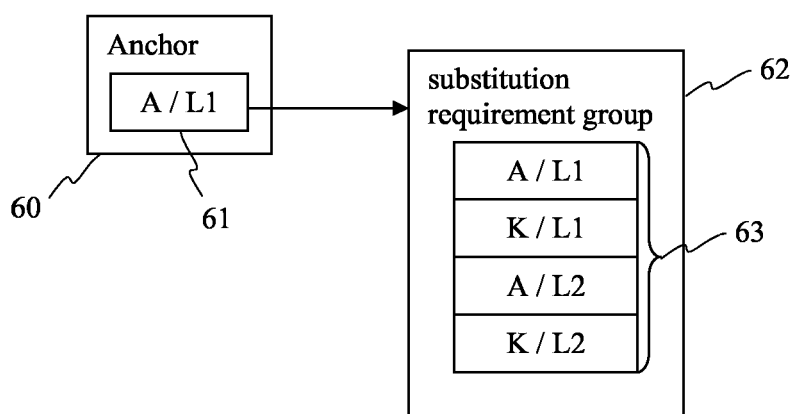 Anchor
A / L1
60
61
substitution
requirement group
62
A / L1
K / L1
A / L2
K / L2
63